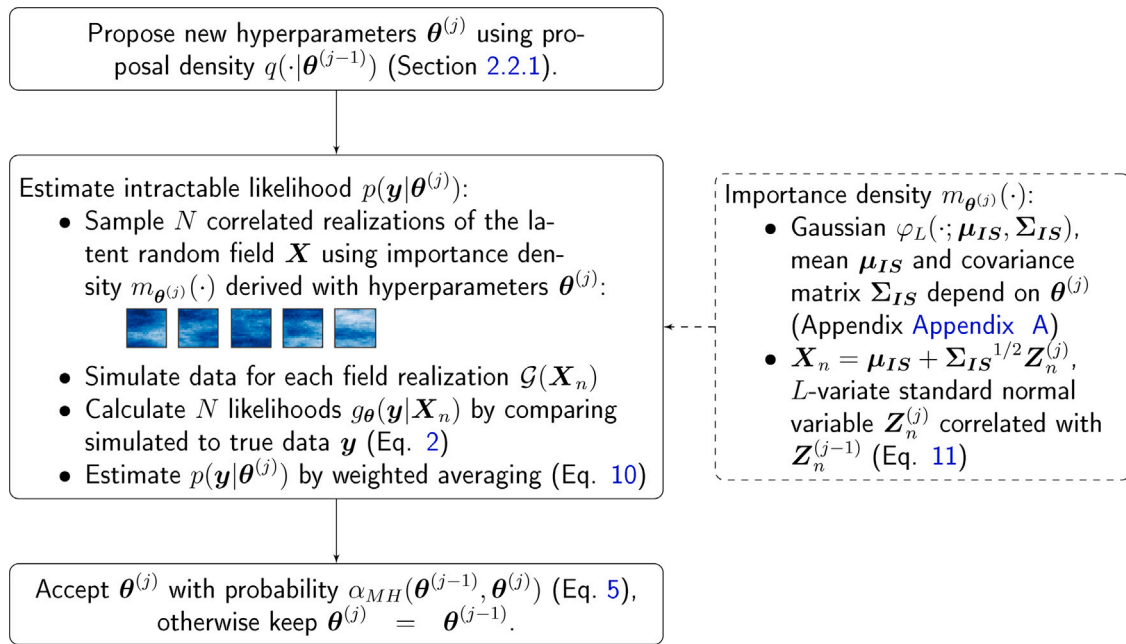 Propose new hyperparameters θ^(j) using pro-
posal density q(·|θ^(j−1)) (Section 2.2.1).
Estimate intractable likelihood p(y|θ^(j)):
• Sample N correlated realizations of the la-
tent random field X using importance den-
sity m_θ^(j)(·) derived with hyperparameters θ^(j):
• Simulate data for each field realization 𝒢(X_n)
• Calculate N likelihoods g_θ(y|X_n) by comparing
simulated to true data y (Eq. 2)
• Estimate p(y|θ^(j)) by weighted averaging (Eq. 10)
Importance density m_θ^(j)(·):
• Gaussian φ_L(·; μ_IS, Σ_IS),
mean μ_IS and covariance
matrix Σ_IS depend on θ^(j)
(Appendix Appendix A)
• X_n = μ_IS + Σ_IS^1/2 Z_n^(j),
L-variate standard normal
variable Z_n^(j) correlated with
Z_n^(j−1) (Eq. 11)
Accept θ^(j) with probability α_MH(θ^(j−1), θ^(j)) (Eq. 5),
otherwise keep θ^(j) = θ^(j−1).